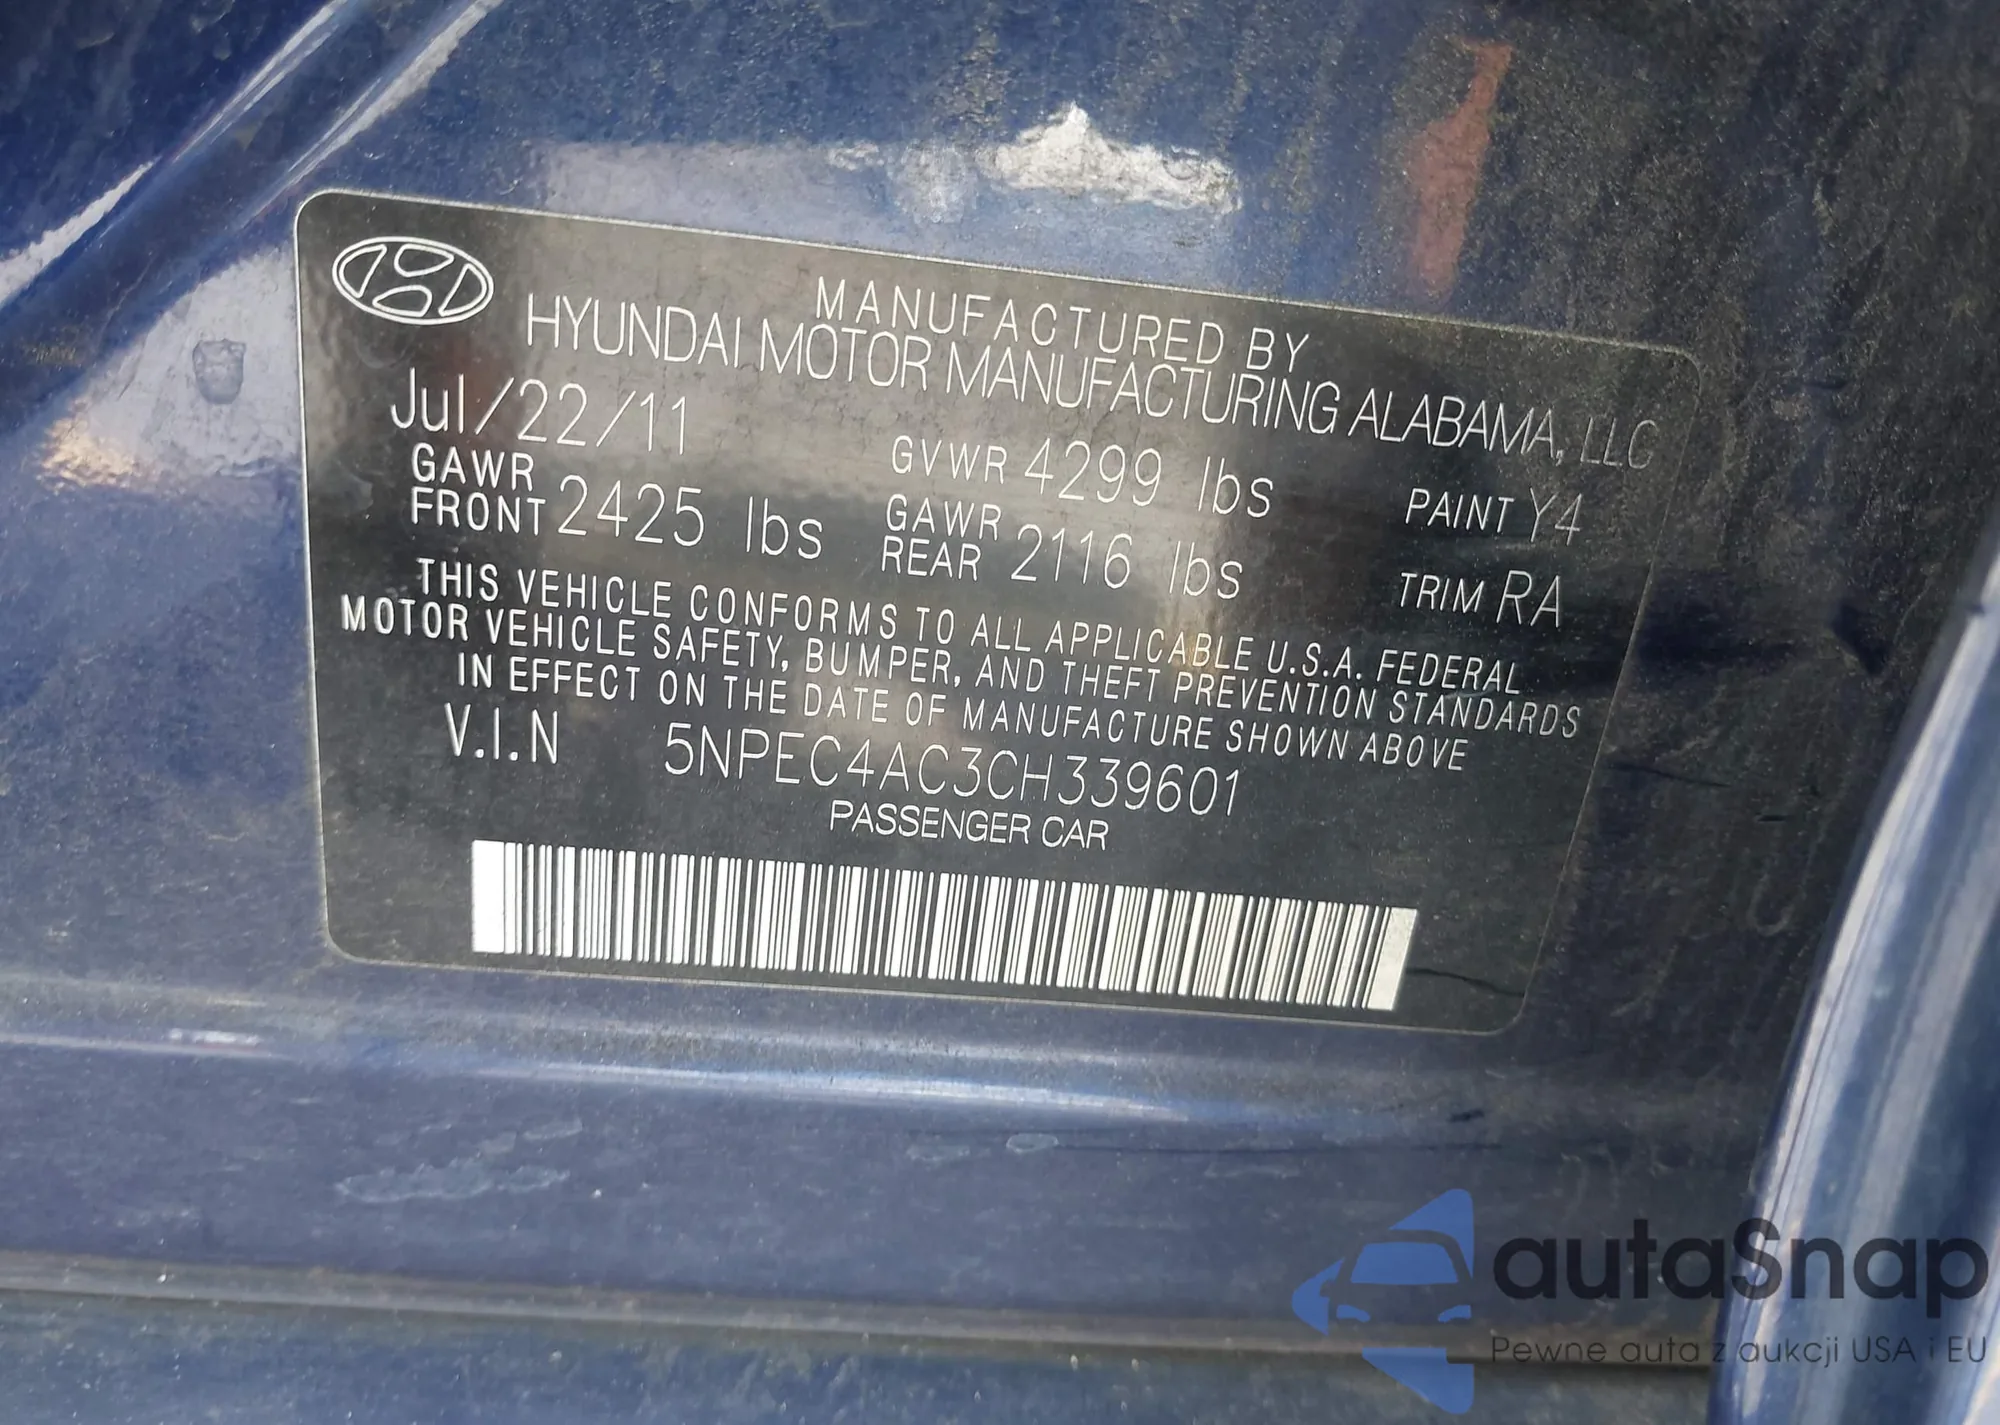 MANUFACTURED BY
HYUNDAI MOTOR MANUFACTURING ALABAMA, LLC
Jul/22/11 GVWR 4299 lbs PAINT Y4
GAWR FRONT 2425 lbs GAWR REAR 2116 lbs TRIM RA
THIS VEHICLE CONFORMS TO ALL APPLICABLE U.S.A. FEDERAL
MOTOR VEHICLE SAFETY, BUMPER, AND THEFT PREVENTION STANDARDS
IN EFFECT ON THE DATE OF MANUFACTURE SHOWN ABOVE
V.I.N 5NPEC4AC3CH339601
PASSENGER CAR
autaSnap
Pewne auta z aukcji USA i EU